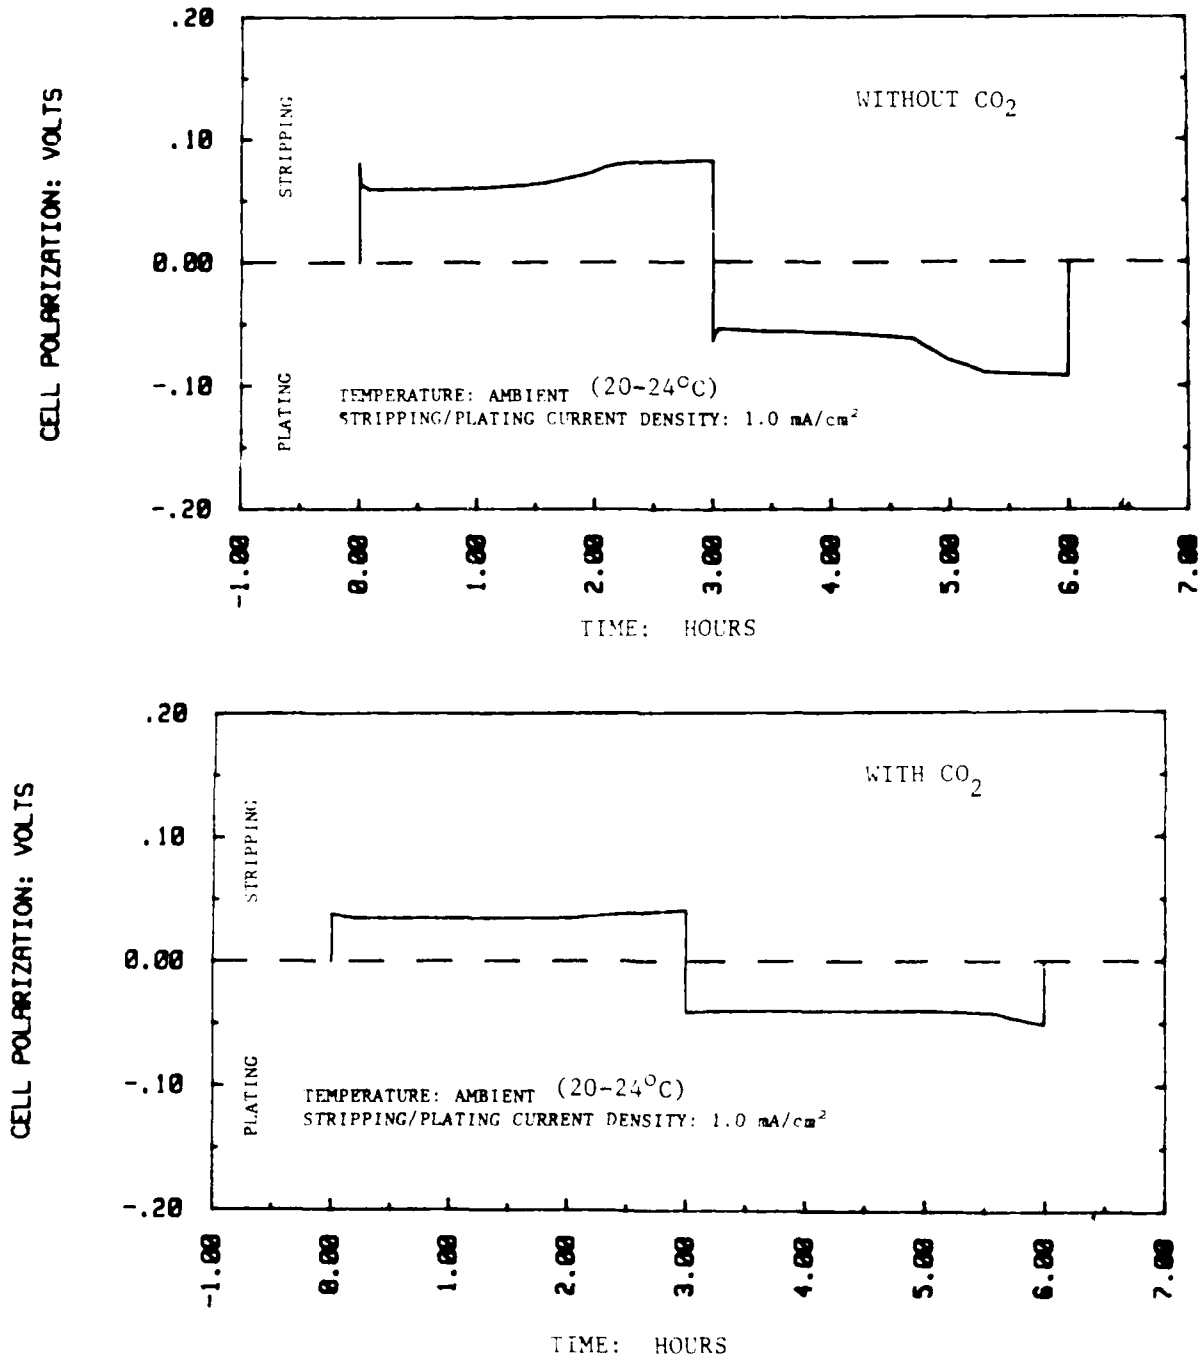 CELL POLARIZATION: VOLTS
.20
.10
0.00
-.10
-.20
STRIPPING
PLATING
WITHOUT CO2
TEMPERATURE: AMBIENT (20-24°C)
STRIPPING/PLATING CURRENT DENSITY: 1.0 mA/cm²
-1.00 0.00 1.00 2.00 3.00 4.00 5.00 6.00 7.00
TIME: HOURS
CELL POLARIZATION: VOLTS
.20
.10
0.00
-.10
-.20
STRIPPING
PLATING
WITH CO2
TEMPERATURE: AMBIENT (20-24°C)
STRIPPING/PLATING CURRENT DENSITY: 1.0 mA/cm²
-1.00 0.00 1.00 2.00 3.00 4.00 5.00 6.00 7.00
TIME: HOURS